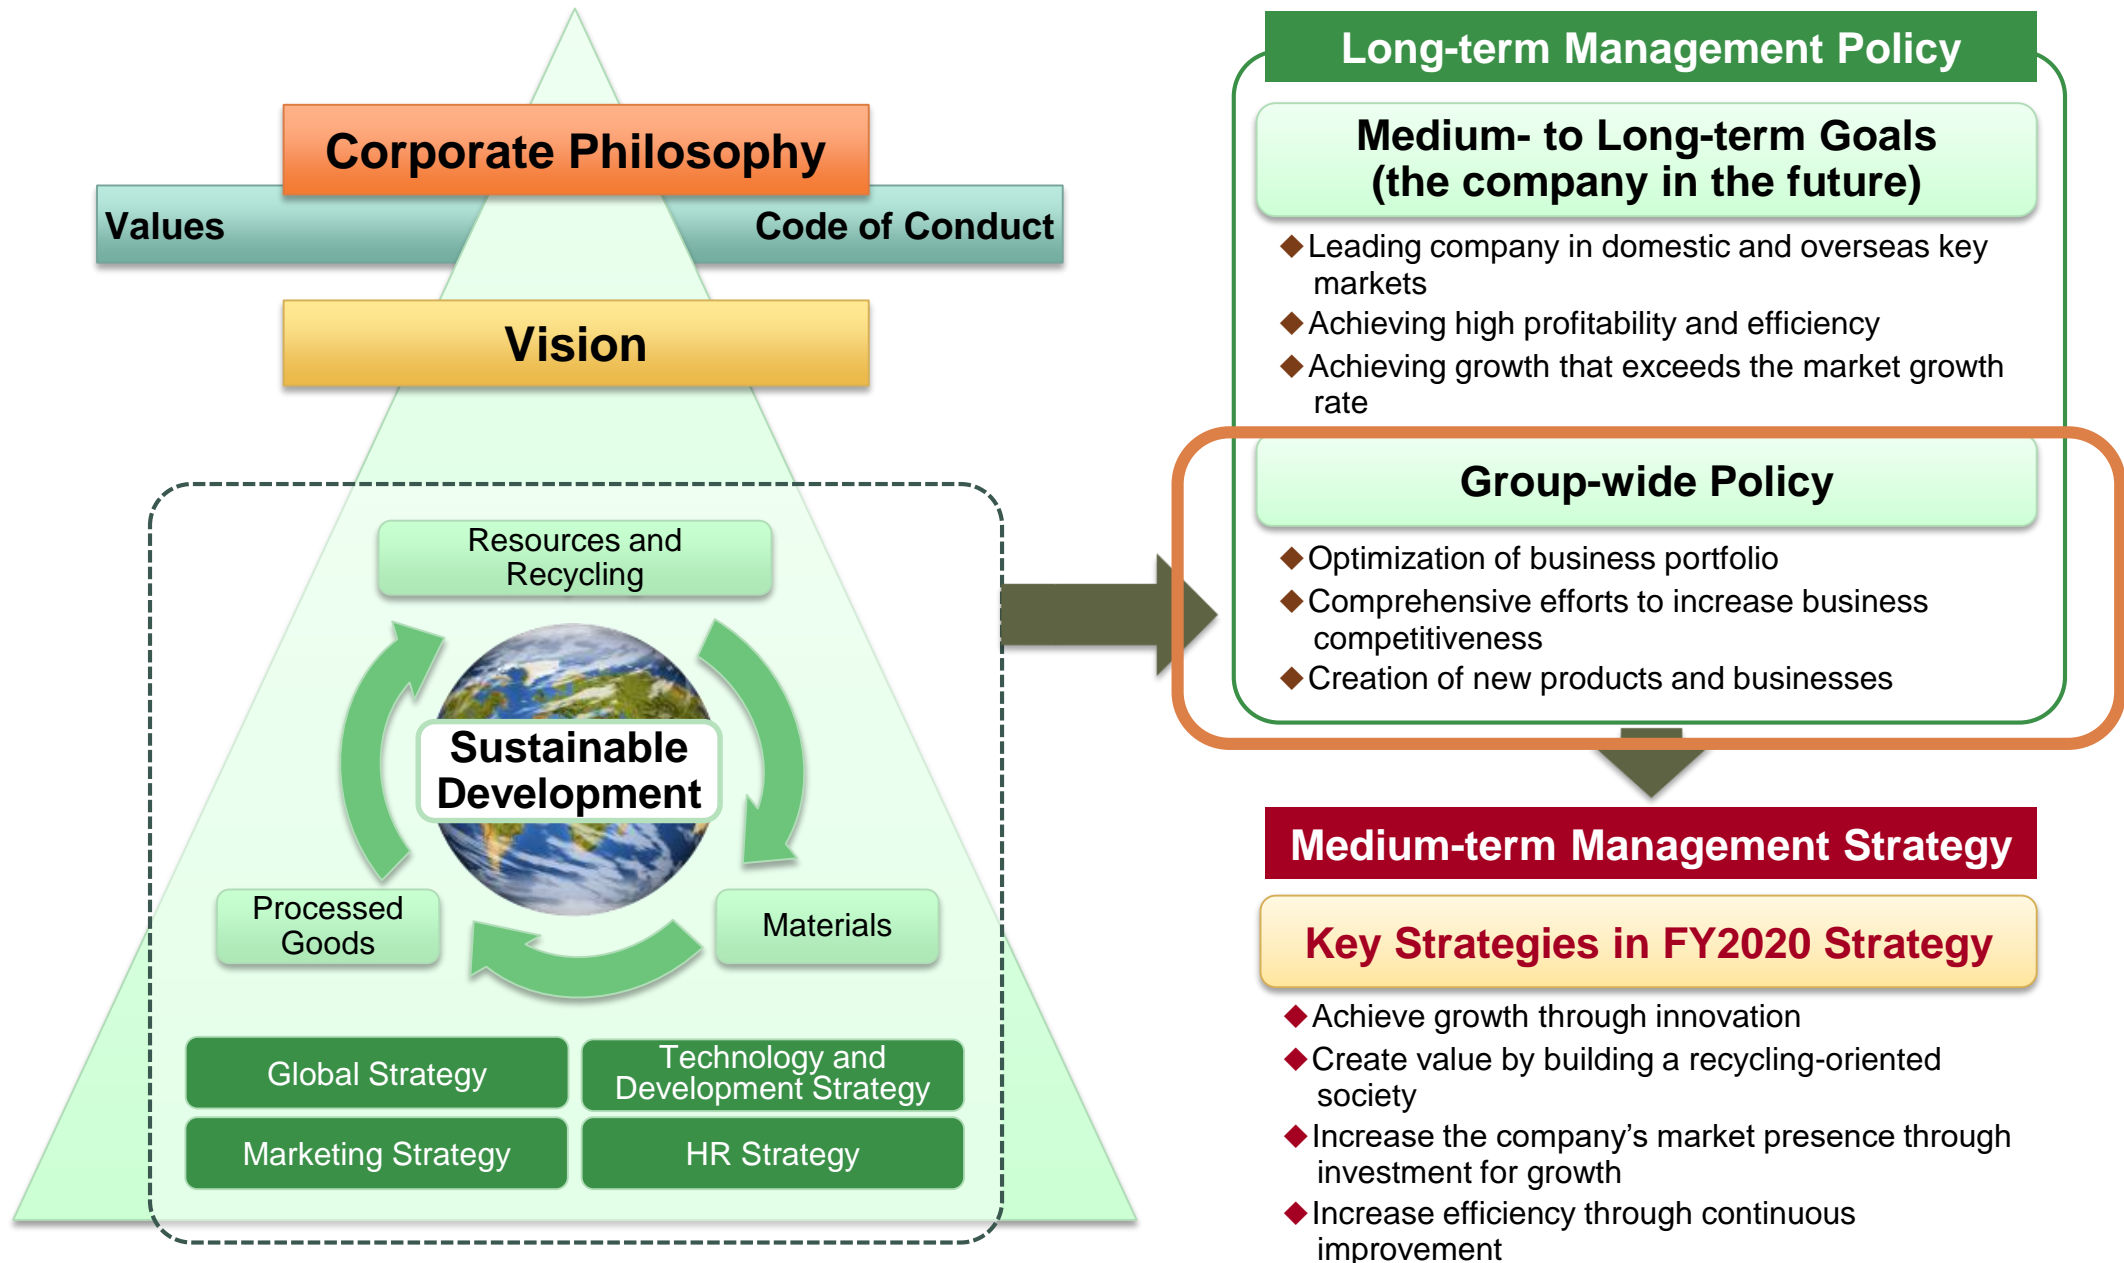 Corporate Philosophy
Values
Code of Conduct
Vision
Resources and
Recycling
Sustainable
Development
Processed
Goods
Materials
Global Strategy
Technology and
Development Strategy
Marketing Strategy
HR Strategy
Long-term Management Policy
Medium- to Long-term Goals
(the company in the future)
◆Leading company in domestic and overseas key
markets
◆Achieving high profitability and efficiency
◆Achieving growth that exceeds the market growth
rate
Group-wide Policy
◆Optimization of business portfolio
◆Comprehensive efforts to increase business
competitiveness
◆Creation of new products and businesses
Medium-term Management Strategy
Key Strategies in FY2020 Strategy
◆Achieve growth through innovation
◆Create value by building a recycling-oriented
society
◆Increase the company’s market presence through
investment for growth
◆Increase efficiency through continuous
improvement